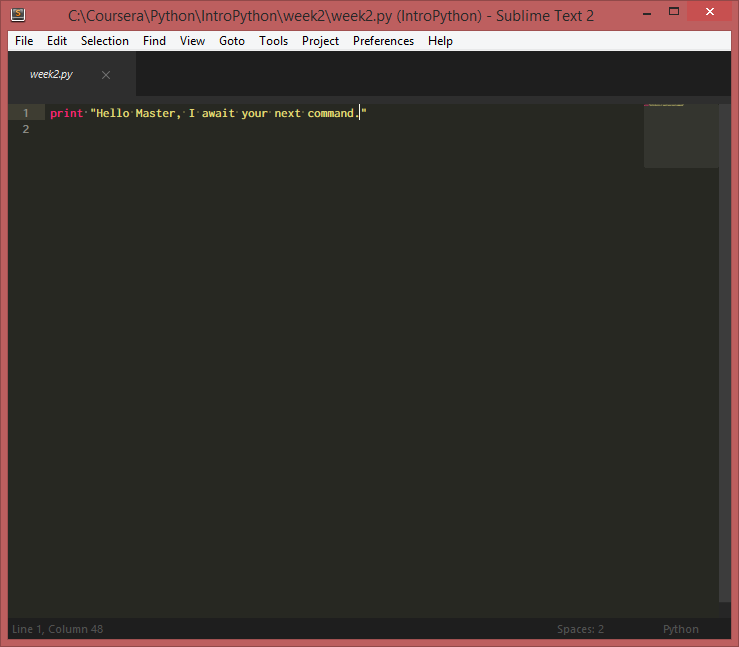 C:\Coursera\Python\IntroPython\week2\week2.py (IntroPython) - Sublime Text 2
File Edit Selection Find View Goto Tools Project Preferences Help
week2.py
1 print "Hello Master, I await your next command."
2
Line 1, Column 48 Spaces: 2 Python